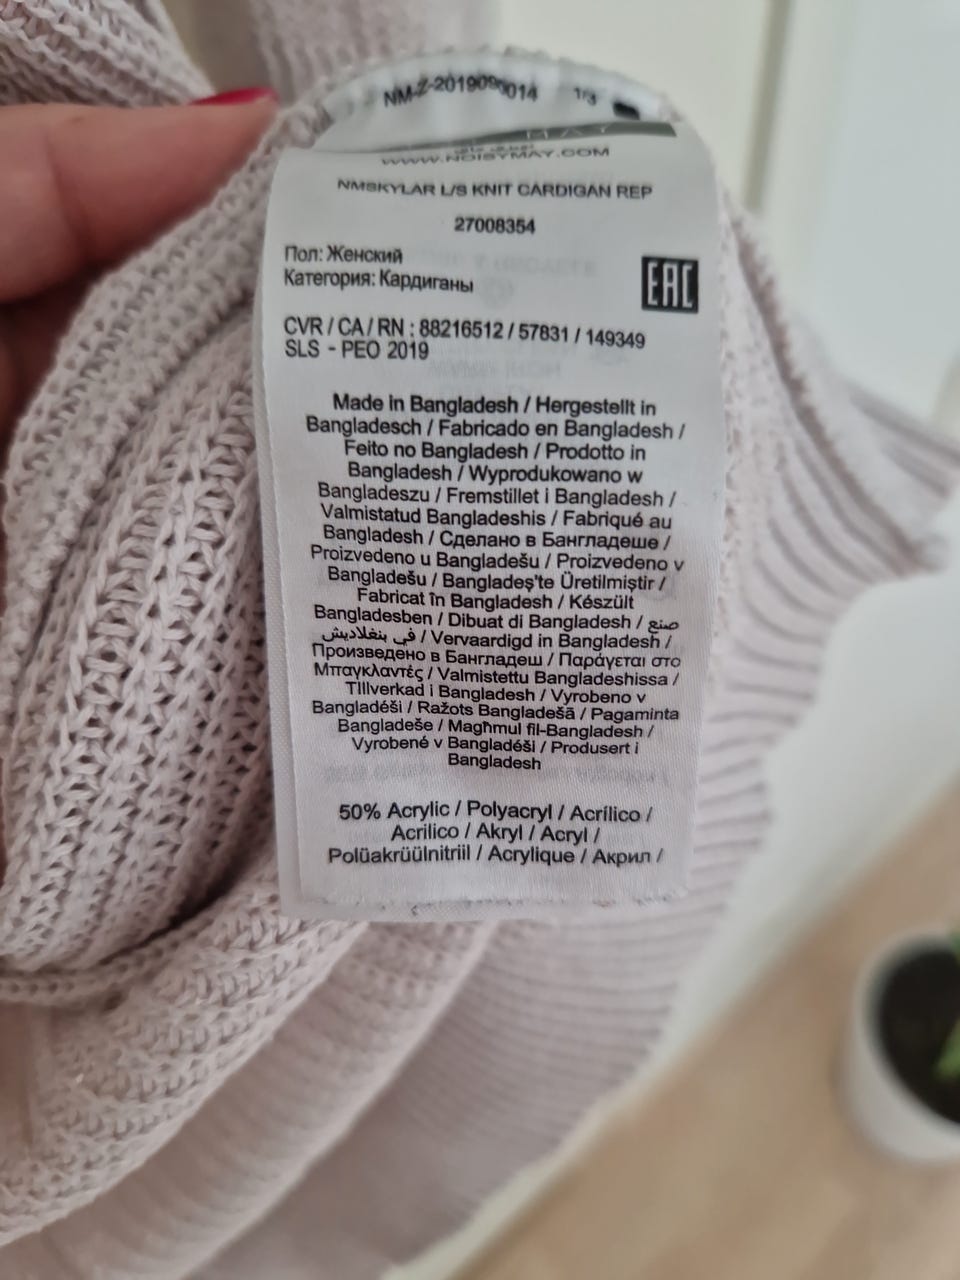 NM-Z-2019090014 1/3
MAY
WWW.NOISYMAY.COM
NMSKYLAR L/S KNIT CARDIGAN REP
27008354
Пол: Женский
Категория: Кардиганы
EAC
CVR / CA / RN : 88216512 / 57831 / 149349
SLS - PEO 2019
Made in Bangladesh / Hergestellt in
Bangladesch / Fabricado en Bangladesh /
Feito no Bangladesh / Prodotto in
Bangladesh / Wyprodukowano w
Bangladeszu / Fremstillet i Bangladesh /
Valmistatud Bangladeshis / Fabriqué au
Bangladesh / Сделано в Бангладеше /
Proizvedeno u Bangladešu / Proizvedeno v
Bangladešu / Bangladeş'te Üretilmiştir /
Fabricat în Bangladesh / Készült
Bangladesben / Dibuat di Bangladesh / صنع
في بنغلاديش / Vervaardigd in Bangladesh /
Произведено в Бангладеш / Παράγεται στο
Μπαγκλαντές / Valmistettu Bangladeshissa /
Tillverkad i Bangladesh / Vyrobeno v
Bangladéši / Ražots Bangladešā / Pagaminta
Bangladeše / Magħmul fil-Bangladesh /
Vyrobené v Bangladéši / Produsert i
Bangladesh
50% Acrylic / Polyacryl / Acrílico /
Acrilico / Akryl / Acryl /
Polüakrüülnitriil / Acrylique / Акрил /